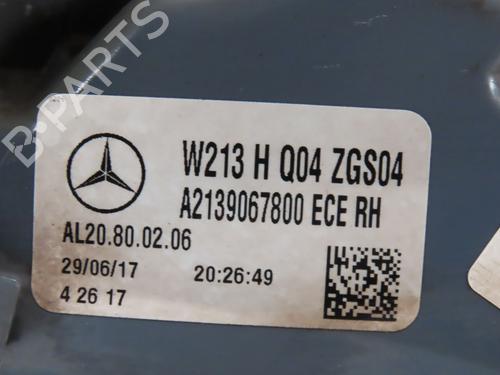 W213 H Q04 ZGS04
A2139067800 ECE RH
AL20.80.02.06
29/06/17 20:26:49
4 26 17
B-PARTS